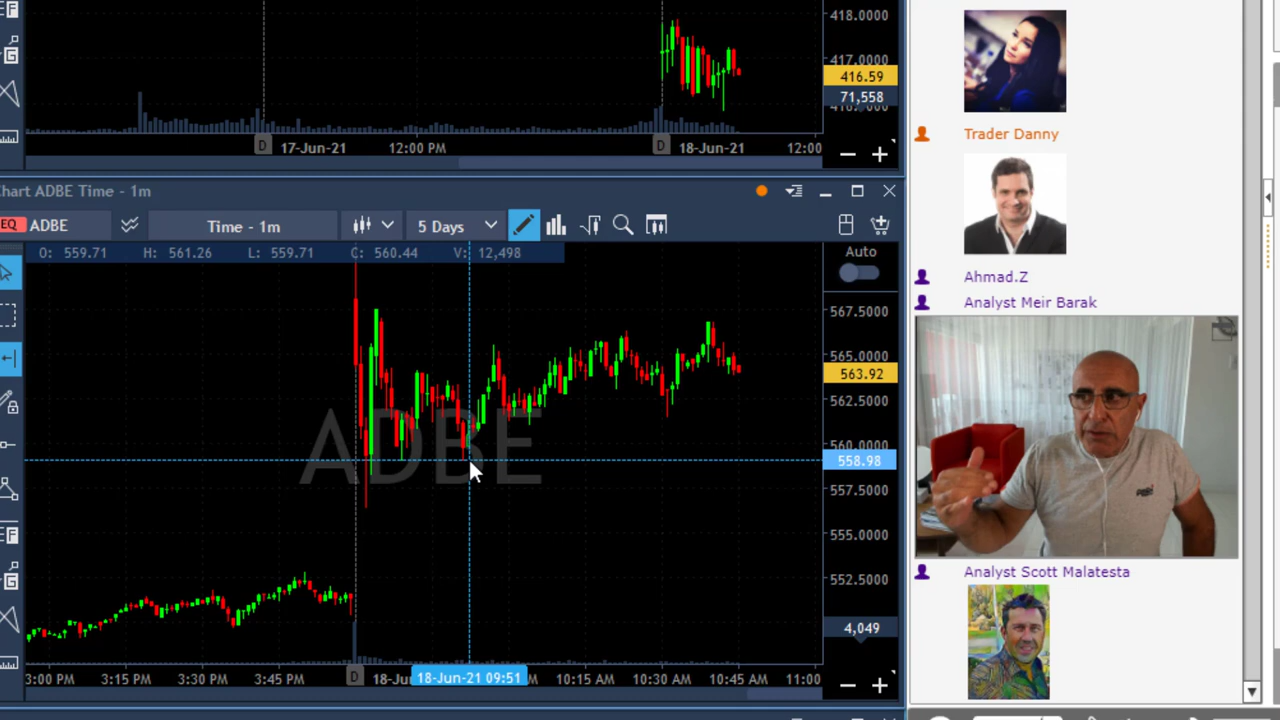 418.0000
417.0000
416.59
71,558
17-Jun-21
12:00 PM
18-Jun-21
12:00
D
D
Chart ADBE Time - 1m
EQ
ADBE
Time - 1m
5 Days
O: 559.71 H: 561.26 L: 559.71 C: 560.44 V: 12,498
Auto
567.5000
565.0000
563.92
562.5000
560.0000
558.98
557.5000
555.0000
552.5000
4,049
ADBE
3:00 PM
3:15 PM
3:30 PM
3:45 PM
D
18-Jun-21 09:51
10:15 AM
10:30 AM
10:45 AM
11:00
Trader Danny
Ahmad.Z
Analyst Meir Barak
Analyst Scott Malatesta